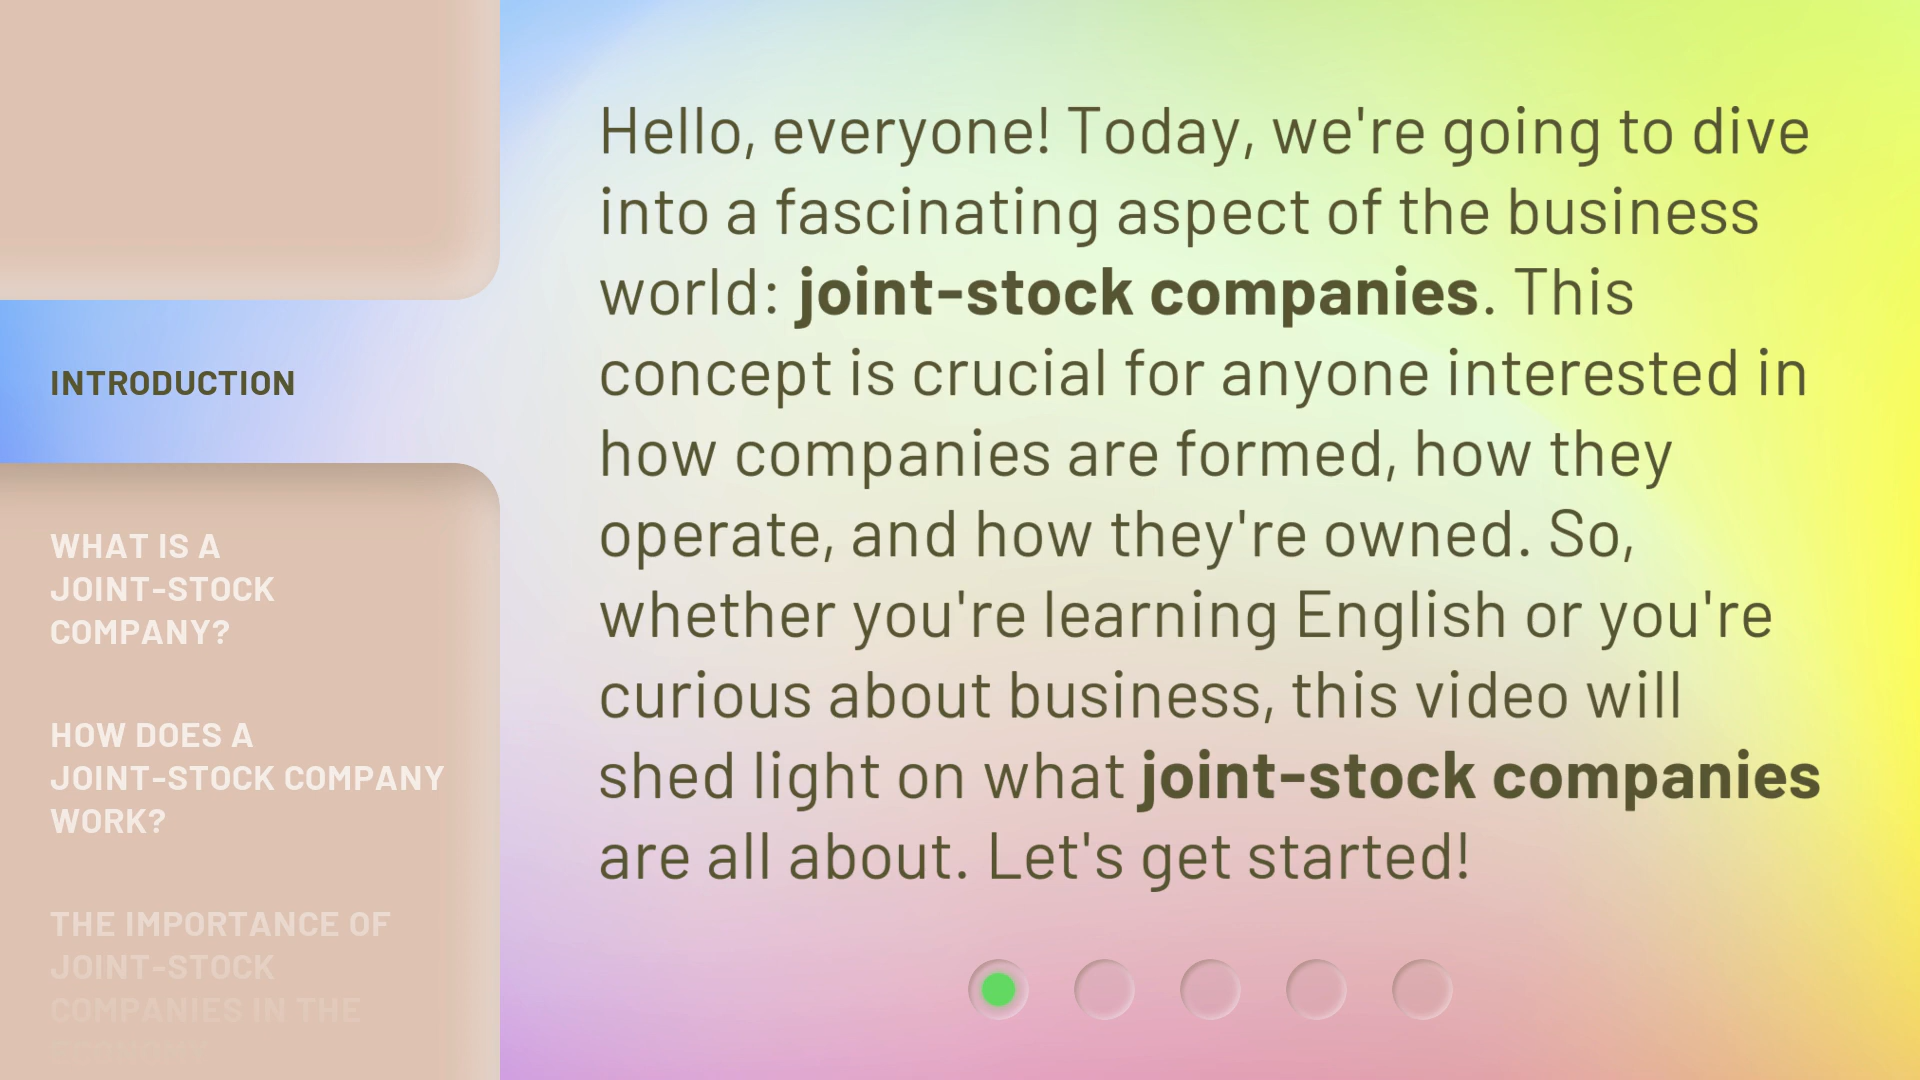 INTRODUCTION
WHAT IS A
JOINT-STOCK
COMPANY?
HOW DOES A
JOINT-STOCK COMPANY
WORK?
THE IMPORTANCE OF
JOINT-STOCK
COMPANIES IN THE
ECONOMY
Hello, everyone! Today, we're going to dive
into a fascinating aspect of the business
world: joint-stock companies. This
concept is crucial for anyone interested in
how companies are formed, how they
operate, and how they're owned. So,
whether you're learning English or you're
curious about business, this video will
shed light on what joint-stock companies
are all about. Let's get started!